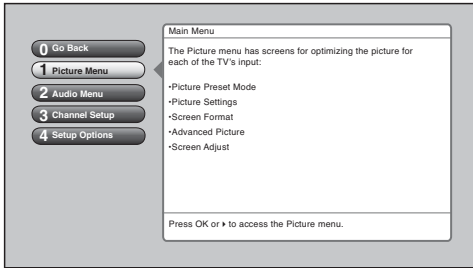 0 Go Back
1 Picture Menu
2 Audio Menu
3 Channel Setup
4 Setup Options
Main Menu
The Picture menu has screens for optimizing the picture for
each of the TV's input:
•Picture Preset Mode
•Picture Settings
•Screen Format
•Advanced Picture
•Screen Adjust
Press OK or ▸ to access the Picture menu.